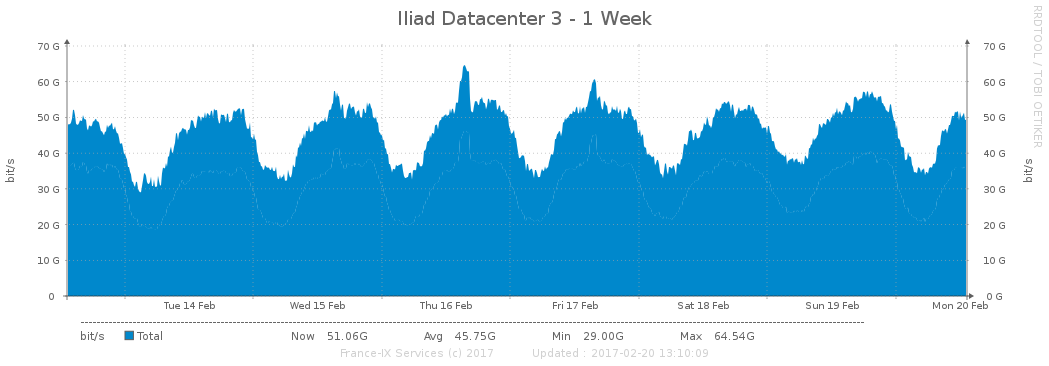 Iliad Datacenter 3 - 1 Week
RRDTOOL / TOBI OETIKER
70 G 70 G
60 G 60 G
50 G 50 G
40 G 40 G
30 G 30 G
20 G 20 G
10 G 10 G
0 0 G
bit/s bit/s
Tue 14 Feb Wed 15 Feb Thu 16 Feb Fri 17 Feb Sat 18 Feb Sun 19 Feb Mon 20 Feb
bit/s Total Now 51.06G Avg 45.75G Min 29.00G Max 64.54G
France-IX Services (c) 2017 Updated : 2017-02-20 13:10:09